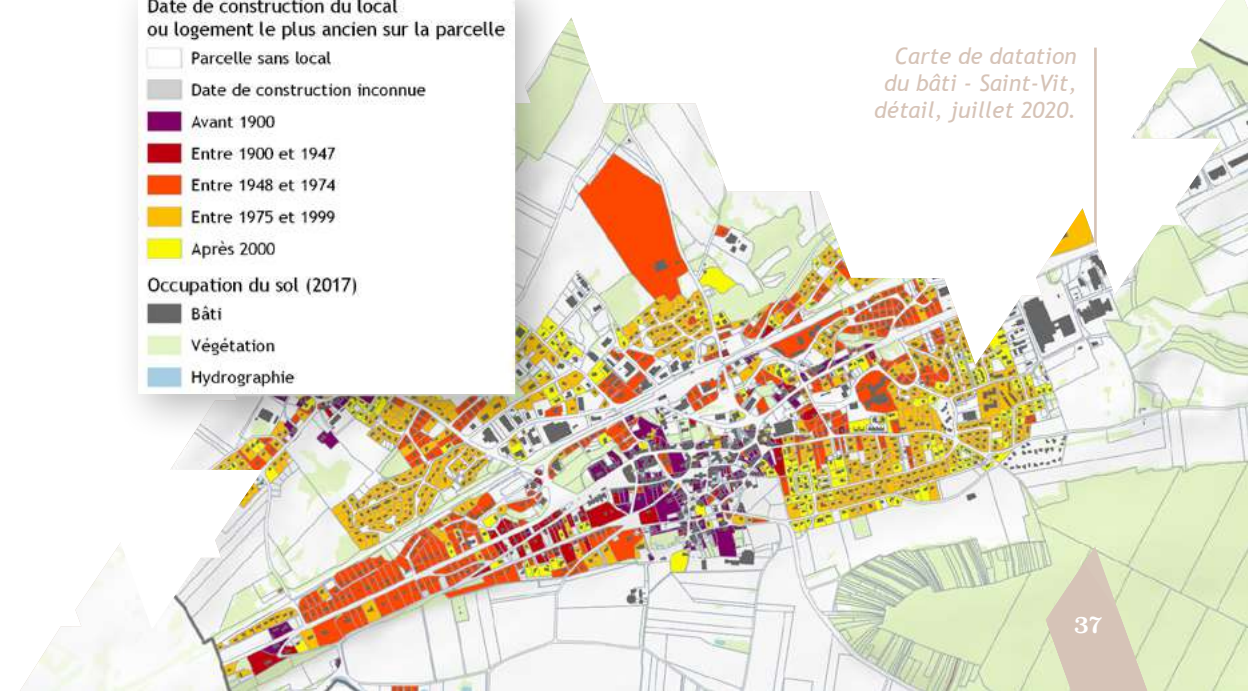 Date de construction du local
ou logement le plus ancien sur la parcelle
Parcelle sans local
Date de construction inconnue
Avant 1900
Entre 1900 et 1947
Entre 1948 et 1974
Entre 1975 et 1999
Après 2000
Occupation du sol (2017)
Bâti
Végétation
Hydrographie
Carte de datation
du bâti - Saint-Vit,
détail, juillet 2020.
37